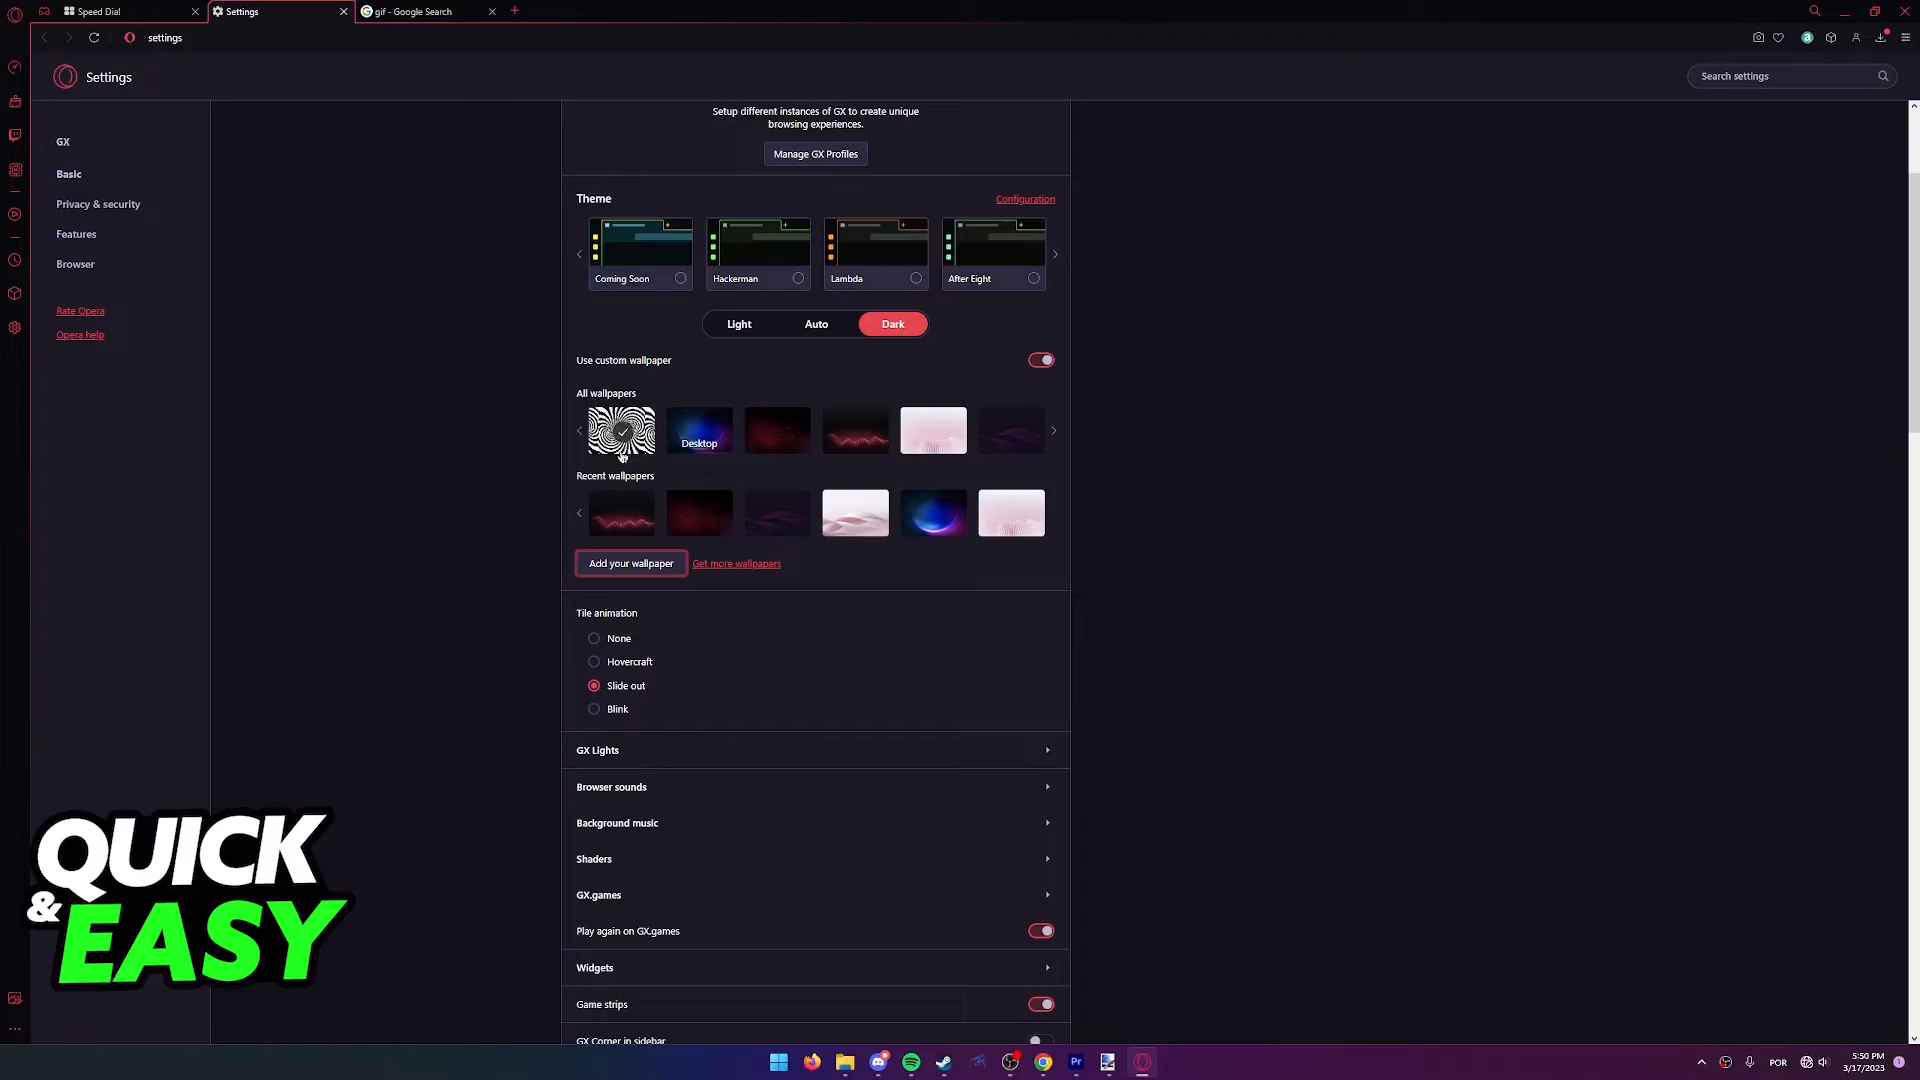 Speed Dial
Settings
gif - Google Search
settings
Settings
Search settings
GX
Basic
Privacy & security
Features
Browser
Rate Opera
Opera help
Setup different instances of GX to create unique
browsing experiences.
Manage GX Profiles
Theme
Configuration
Coming Soon
Hackerman
Lambda
After Eight
Light
Auto
Dark
Use custom wallpaper
All wallpapers
Desktop
Recent wallpapers
Add your wallpaper
Get more wallpapers
Tile animation
None
Hovercraft
Slide out
Blink
GX Lights
Browser sounds
Background music
Shaders
GX.games
Play again on GX.games
Widgets
Game strips
GX Corner in sidebar
QUICK
& EASY
Pr
POR
5:50 PM
3/17/2023